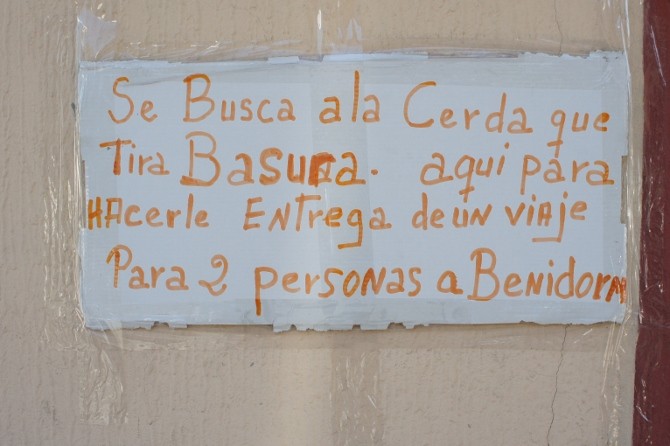 Se Busca ala Cerda que
Tira Basura. aqui para
HAcerle ENtrega de uN viAje
Para 2 persoNAs a BeNidorm